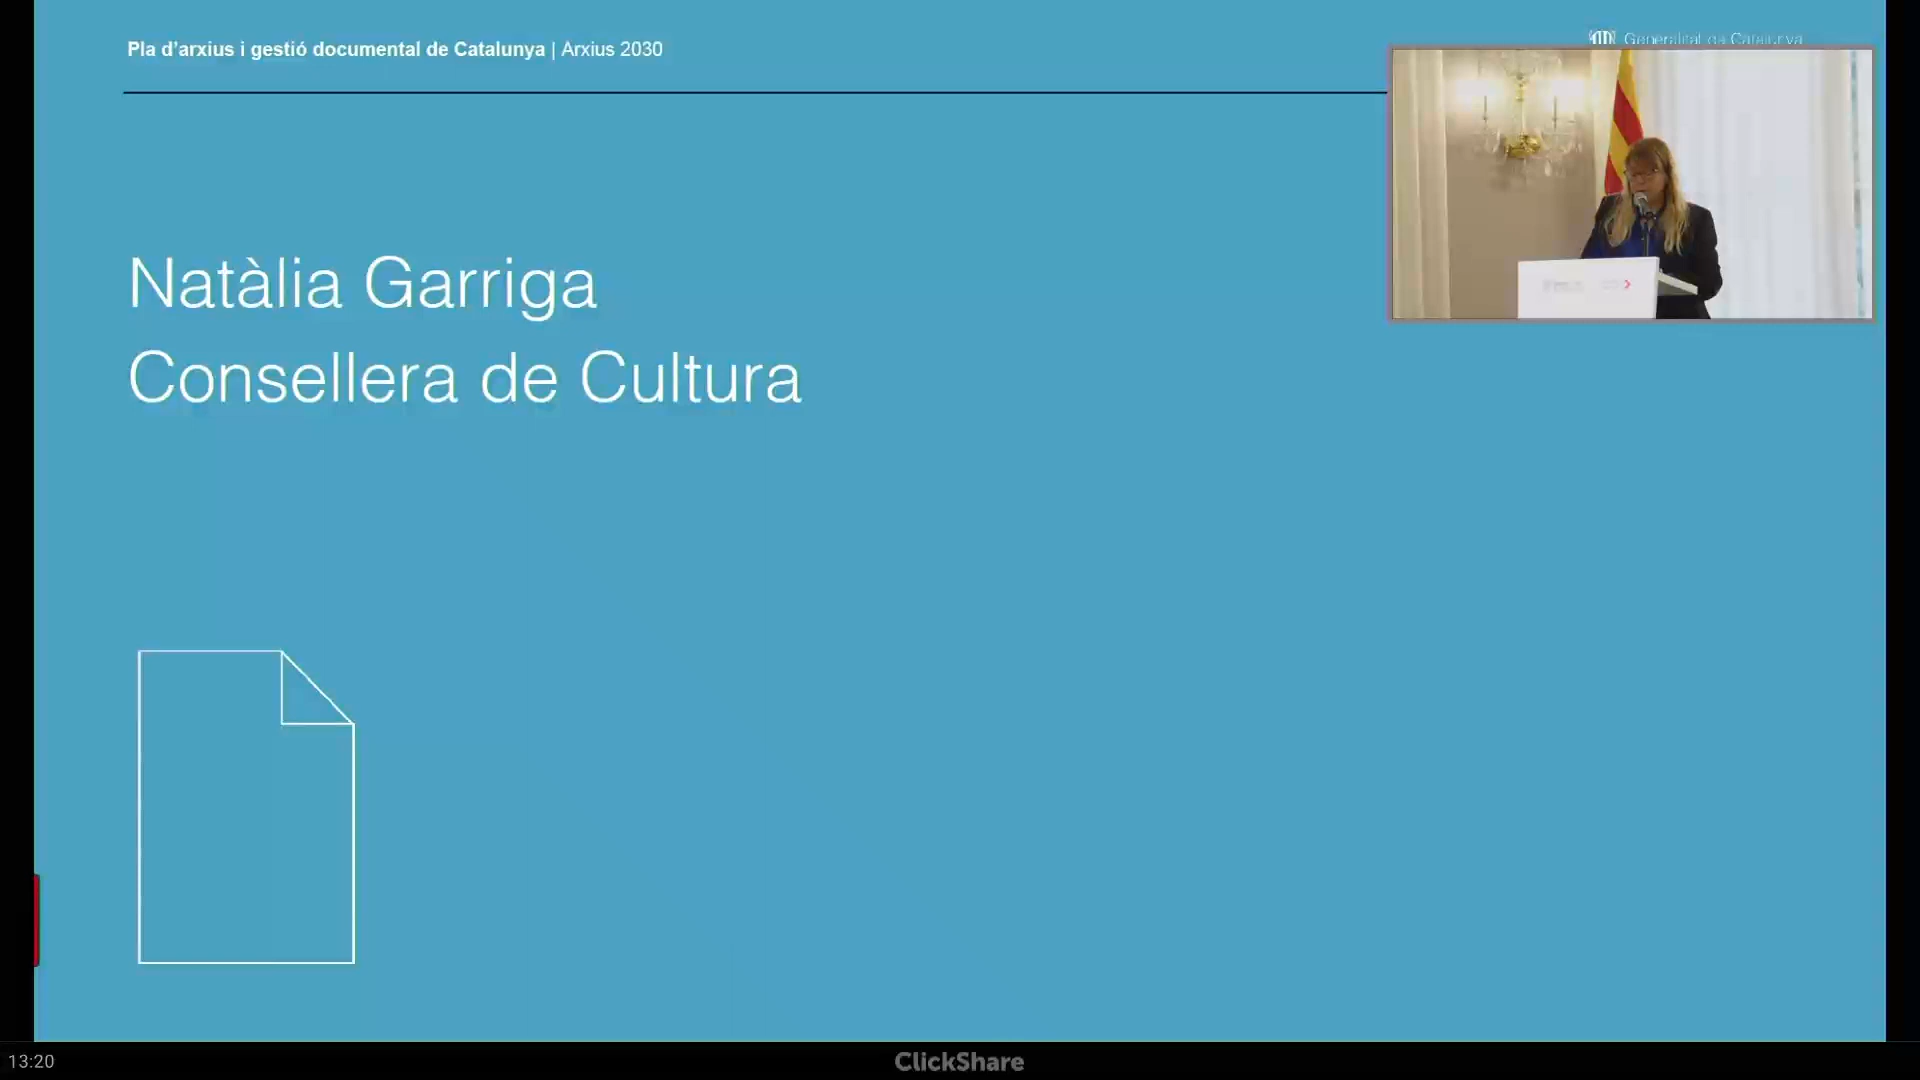 Pla d'arxius i gestió documental de Catalunya | Arxius 2030
Generalitat de Catalunya
Natàlia Garriga
Consellera de Cultura
13:20
ClickShare